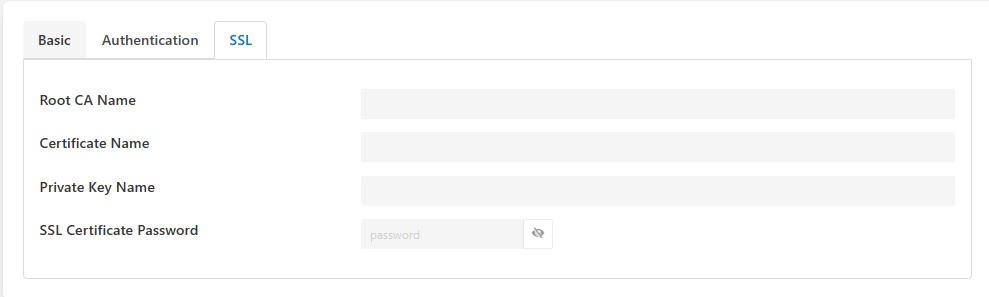 Basic Authentication SSL
Root CA Name
Certificate Name
Private Key Name
SSL Certificate Password password